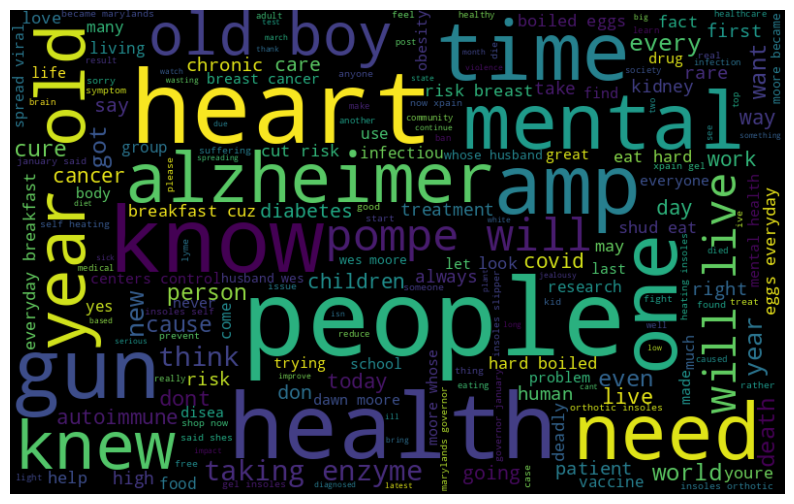 became marylands
adult
test
feel
healthy
big
learn
healthcare
love
old boy
time
boiled eggs
fact
first
many
thank
march
post
month
die
spread viral
living
chronic
care
obesity
anyone
every
drug
real
infection
moore became
result
watch
state
violence
society
old
life
sorry
symptom
wasting
brain
heart
breast cancer
risk breast
rare
want
say
due
make
community
continue
take
find
kidney
two
top
another
now xpain
ban
mental
see
something
way
cure
january said
got
group
suffering
spreading
cut risk
use
infectiou
whose husband
great
eat hard
xpain gel
work
cancer
body
diet
please
alzheimer
amp
everyone
year
self heating
breakfast cuz
diabetes
good
treatment
start
white
shud eat
day
will live
mental health
ive
eggs everyday
everyday breakfast
sick
lyme
know
pompe will
one
died
medical
centers control
husband wes
wes moore
let
look
covid
may
last
heating insoles
children
issue
someone
always
plant
jealousy
research
kid
fight
found
right
treat
yes
based
new
person
never
come
insoles slipper
people
isn
reduce
well
low
year
insoles self
prevent
cause
serious
really
gun
think
improve
trying
school
hard boiled
problem
caused
even
made
much
rather
risk
eating
thing
long
cant
human
live
orthotic insoles
death
dont
today
don
dawn moore
moore whose
governor january
deadly
autoimmune
disea
shop now
said shes
impact
ill
bring
health
need
knew
light
help
high
free
food
gel insoles
diagnosed
taking enzyme
latest
marylands governor
going
case
patient
vaccine
world
youre
insoles orthotic